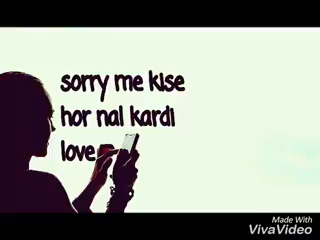 sorry me kise
hor nal kardi
love
Made With
VivaVideo